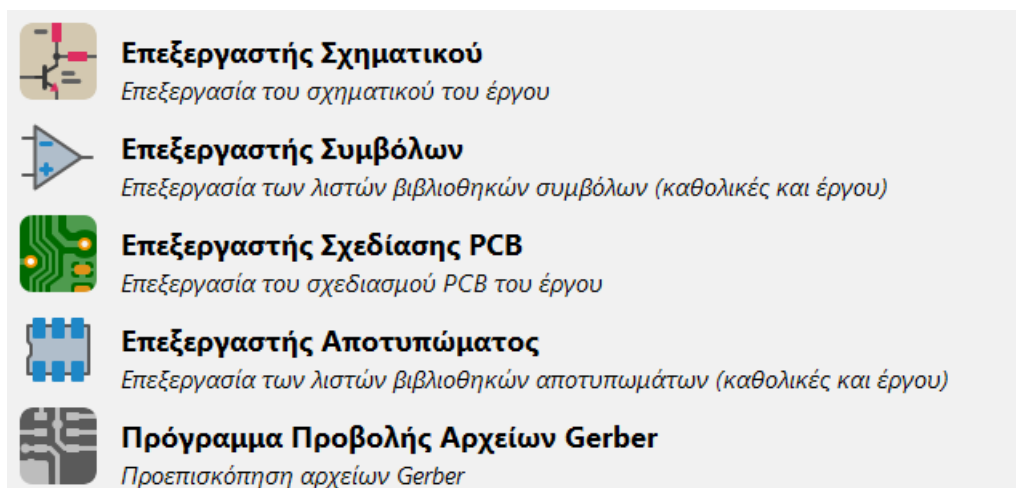 Επεξεργαστής Σχηματικού
Επεξεργασία του σχηματικού του έργου
Επεξεργαστής Συμβόλων
Επεξεργασία των λιστών βιβλιοθηκών συμβόλων (καθολικές και έργου)
Επεξεργαστής Σχεδίασης PCB
Επεξεργασία του σχεδιασμού PCB του έργου
Επεξεργαστής Αποτυπώματος
Επεξεργασία των λιστών βιβλιοθηκών αποτυπωμάτων (καθολικές και έργου)
Πρόγραμμα Προβολής Αρχείων Gerber
Προεπισκόπηση αρχείων Gerber